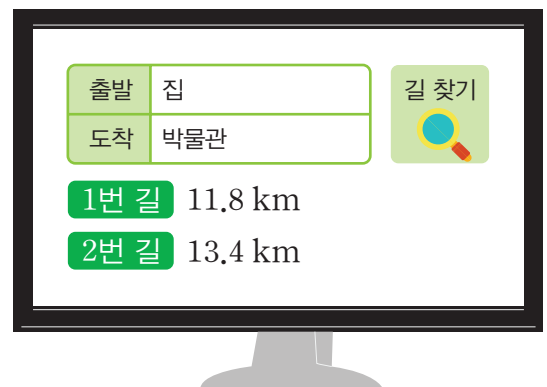 출발 집
길 찾기
도착 박물관
1번 길 11.8 km
2번 길 13.4 km